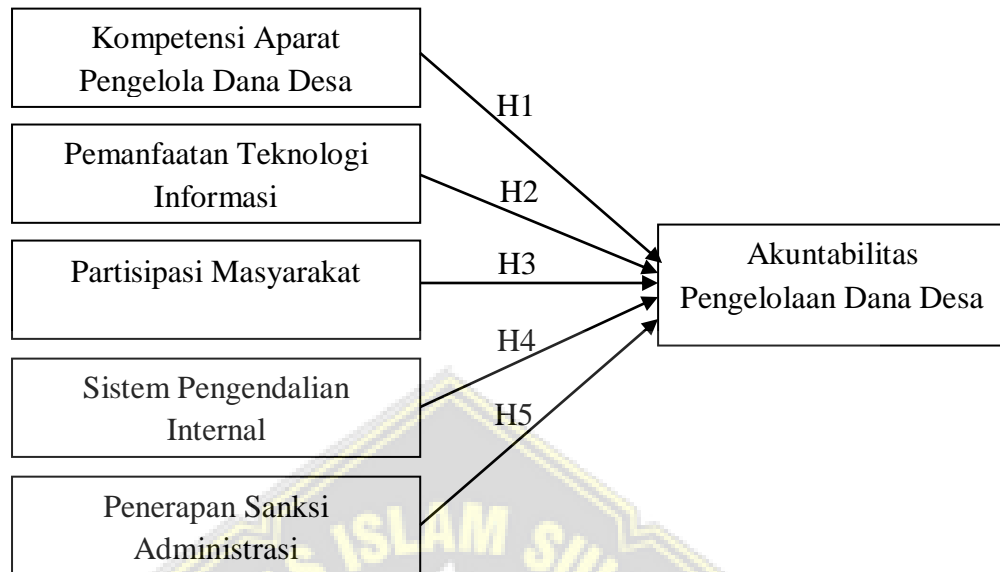 Kompetensi Aparat
Pengelola Dana Desa
H1
Pemanfaatan Teknologi
Informasi
H2
Partisipasi Masyarakat
H3
Akuntabilitas
Pengelolaan Dana Desa
Sistem Pengendalian
Internal
H4
H5
Penerapan Sanksi
Administrasi
ISLAM